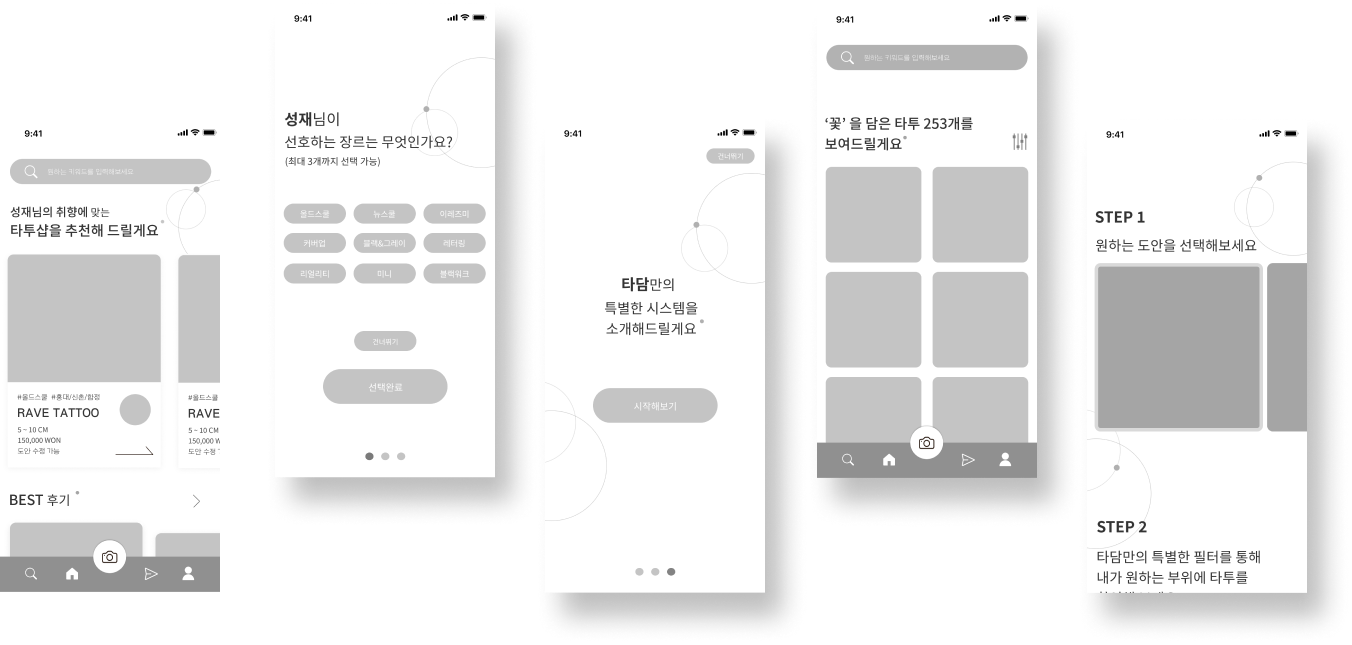 9:41
원하는 키워드를 입력해보세요
성재님의 취향에 맞는
타투샵을 추천해 드릴게요
#올드스쿨 #홍대/신촌/합정
RAVE TATTOO
5 ~ 10 CM
150,000 WON
도안 수정 가능
#올드스쿨
RAVE
5 ~ 10 CM
150,000 W
도안 수정
BEST 후기
9:41
성재님이
선호하는 장르는 무엇인가요?
(최대 3개까지 선택 가능)
올드스쿨 뉴스쿨 이레즈미
커버업 블랙&그레이 레터링
리얼리티 미니 블랙워크
건너뛰기
선택완료
9:41
건너뛰기
타담만의
특별한 시스템을
소개해드릴게요
시작해보기
9:41
원하는 키워드를 입력해보세요
‘꽃’ 을 담은 타투 253개를
보여드릴게요
9:41
STEP 1
원하는 도안을 선택해보세요
STEP 2
타담만의 특별한 필터를 통해
내가 원하는 부위에 타투를